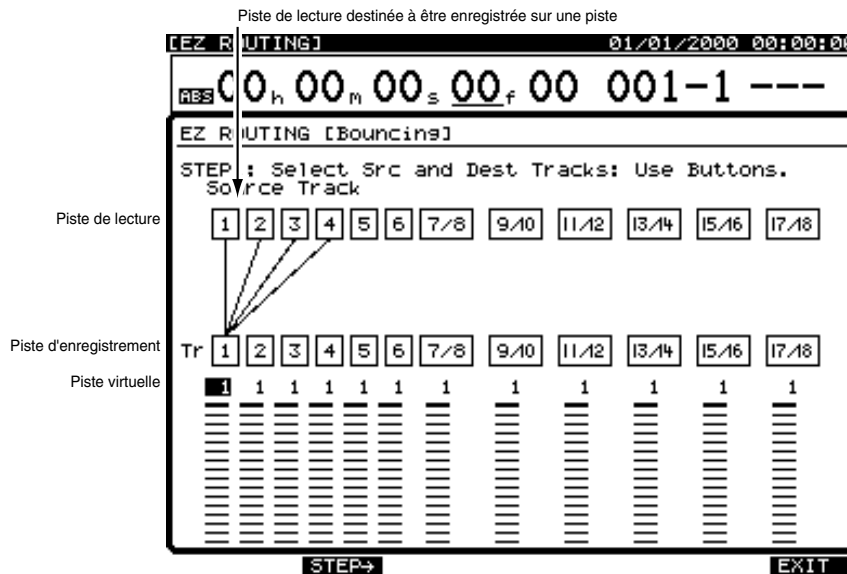 Piste de lecture destinée à être enregistrée sur une piste
[EZ ROUTING] 01/01/2000 00:00:00
ABS 00h 00m 00s 00f 00 001-1 ---
EZ ROUTING [Bouncing]
STEP : Select Src and Dest Tracks: Use Buttons.
Source Track
Piste de lecture 1 2 3 4 5 6 7/8 9/10 11/12 13/14 15/16 17/18
Piste d'enregistrement Tr 1 2 3 4 5 6 7/8 9/10 11/12 13/14 15/16 17/18
Piste virtuelle 1 1 1 1 1 1 1 1 1 1 1 1
STEP→ EXIT